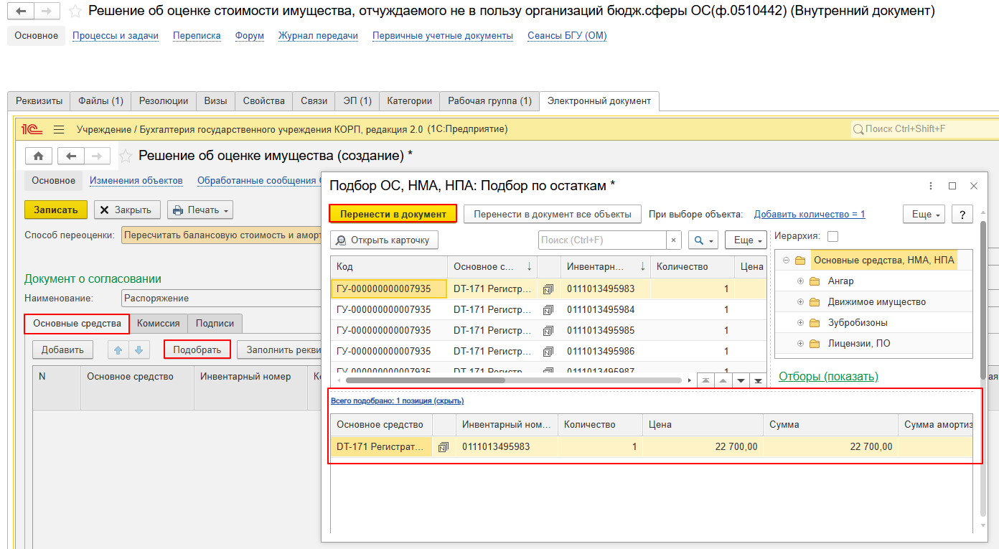 Решение об оценке стоимости имущества, отчуждаемого не в пользу организаций бюдж.сферы ОС(ф.0510442) (Внутренний документ)
Основное Процессы и задачи Переписка Форум Журнал передачи Первичные учетные документы Сеансы БГУ (ОМ)
Реквизиты Файлы (1) Резолюции Визы Свойства Связи ЭП (1) Категории Рабочая группа (1) Электронный документ
1С Учреждение / Бухгалтерия государственного учреждения КОРП, редакция 2.0 (1С:Предприятие) Поиск Ctrl+Shift+F
Решение об оценке имущества (создание) *
Основное Изменения объектов Обработанные сообщения
Записать Закрыть Печать
Способ переоценки: Пересчитать балансовую стоимость и аморт
Документ о согласовании
Наименование: Распоряжение
Основные средства Комиссия Подписи
Добавить Подобрать Заполнить рекви
N Основное средство Инвентарный номер
Подбор ОС, НМА, НПА: Подбор по остаткам *
Перенести в документ Перенести в документ все объекты При выборе объекта: Добавить количество = 1 Еще ?
Открыть карточку Поиск (Ctrl+F) × Еще Иерархия:
Код Основное с... ↓ Инвентарн... ↓ Количество Цена
ГУ-000000000007935 DT-171 Регистр... 0111013495983 1
ГУ-000000000007935 DT-171 Регистр... 0111013495984 1
ГУ-000000000007935 DT-171 Регистр... 0111013495985 1
ГУ-000000000007935 DT-171 Регистр... 0111013495986 1
ГУ-000000000007935 DT-171 Регистр... 0111013495987 1
Основные средства, НМА, НПА
Ангар
Движимое имущество
Зубробизоны
Лицензии, ПО
Отборы (показать)
ая
Всего подобрано: 1 позиция (скрыть)
Основное средство Инвентарный ном... Количество Цена Сумма Сумма амортиз
DT-171 Регистрат... 0111013495983 1 22 700,00 22 700,00